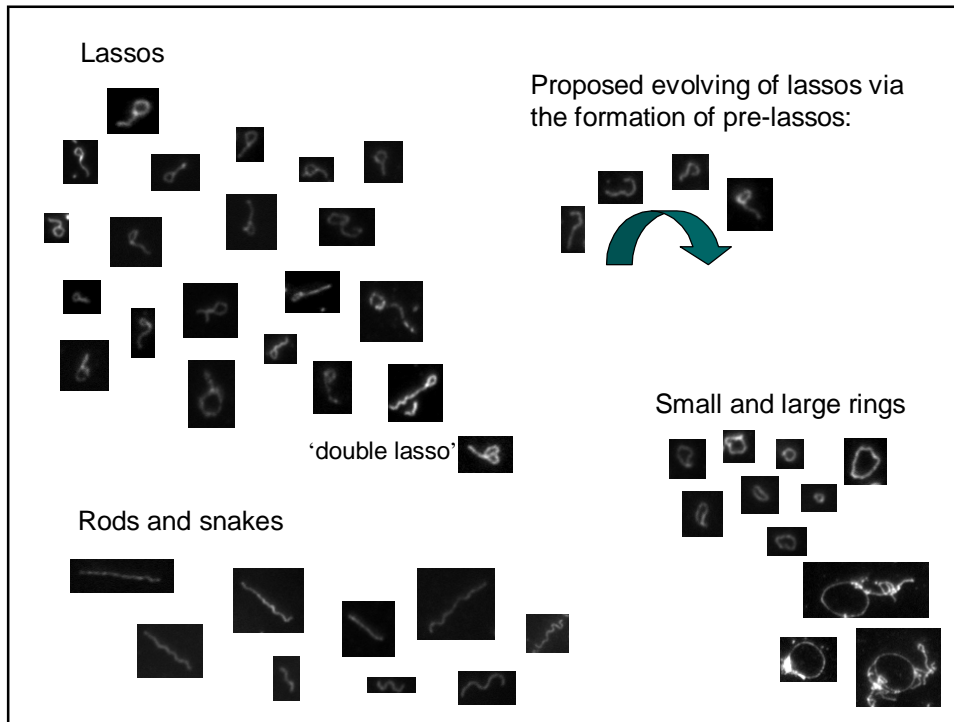 Lassos
Proposed evolving of lassos via
the formation of pre-lassos:
Small and large rings
‘double lasso’
Rods and snakes